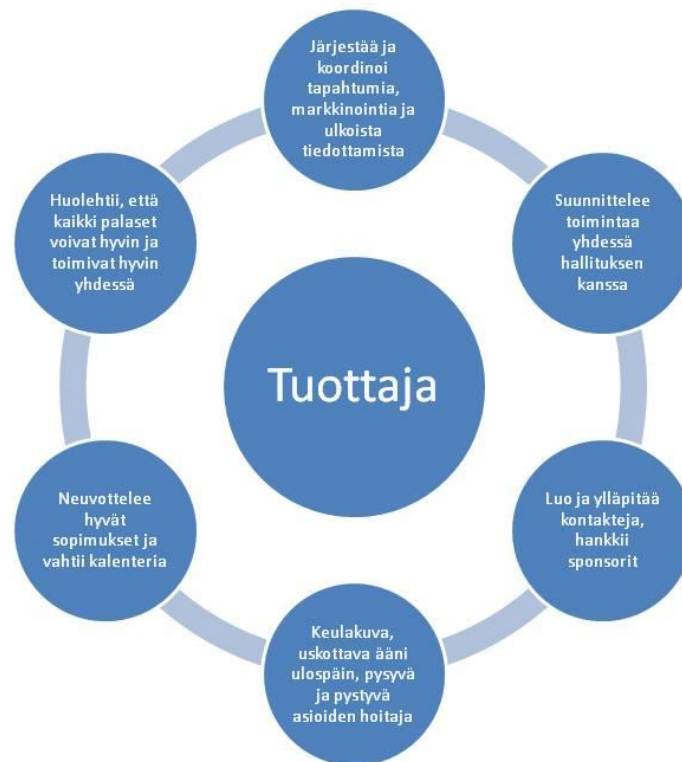 Järjestää ja
koordinoi
tapahtumia,
markkinointia ja
ulkoista
tiedottamista
Suunnittelee
toimintaa
yhdessä
hallituksen
kanssa
Luo ja ylläpitää
kontakteja,
hankkii
sponsorit
Keulakuva,
uskottava ääni
ulospäin, pysyvä
ja pystyvä
asioiden hoitaja
Neuvottelee
hyvät
sopimukset ja
vahtii kalenteria
Huolehtii, että
kaikki palaset
voivat hyvin ja
toimivat hyvin
yhdessä
Tuottaja